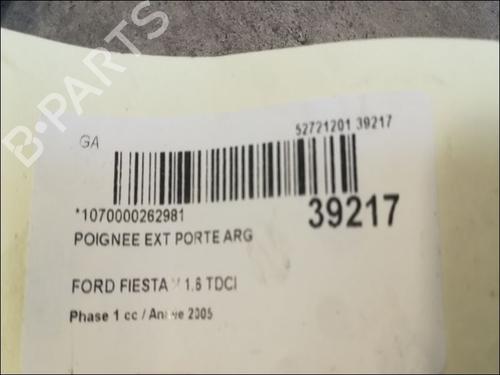 B-PARTS
GA
52721201 39217
*1070000262981
39217
POIGNEE EXT PORTE ARG
FORD FIESTA V 1.6 TDCI
Phase 1 cc / Année 2005